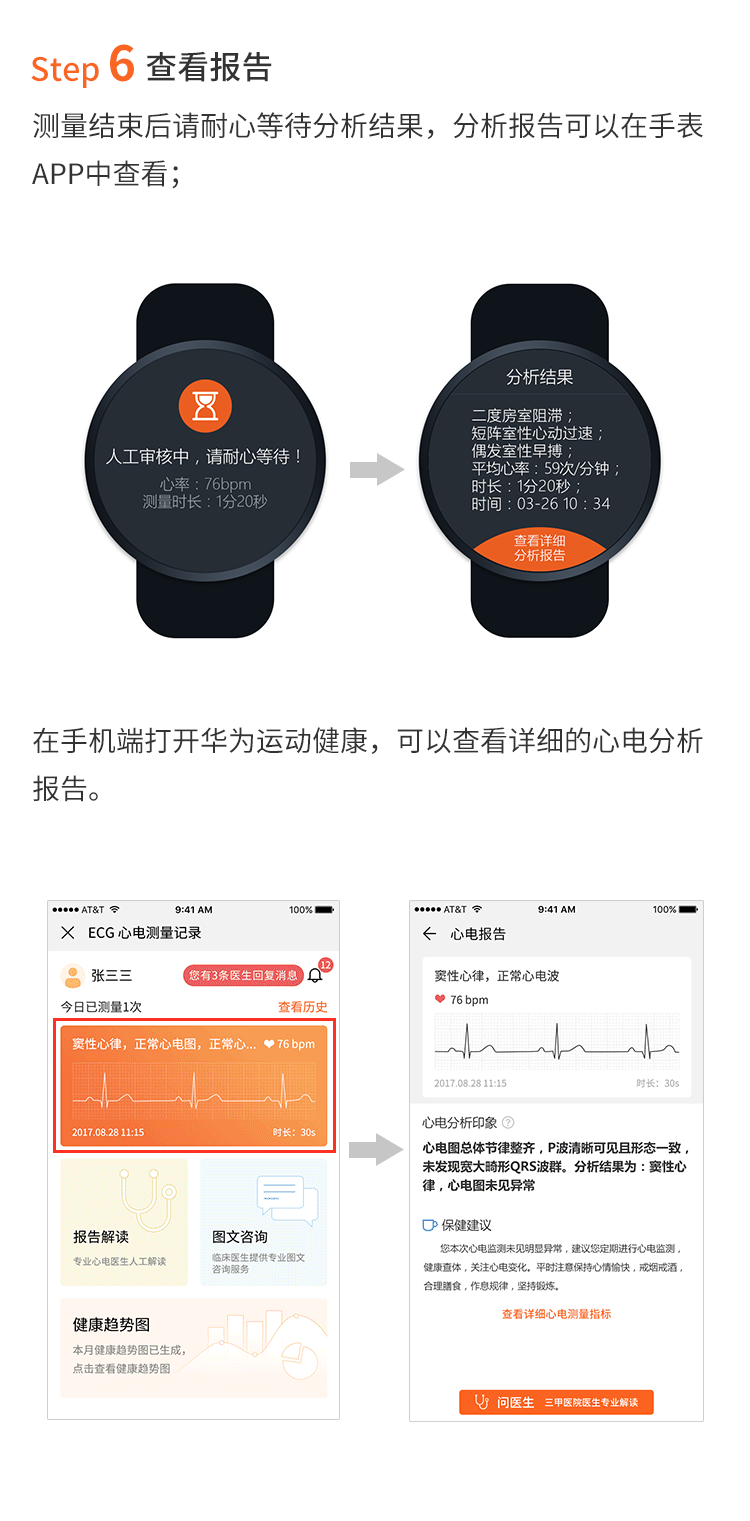 Step 6 查看报告
测量结束后请耐心等待分析结果，分析报告可以在手表
APP中查看；
人工审核中，请耐心等待！
心率：76bpm
测量时长：1分20秒
分析结果
二度房室阻滞；
短阵室性心动过速；
偶发室性早搏；
平均心率：59次/分钟；
时长：1分20秒；
时间：03-26 10：34
查看详细
分析报告
在手机端打开华为运动健康，可以查看详细的心电分析
报告。
AT&T 9:41 AM 100%
ECG 心电测量记录
张三三 您有3条医生回复消息 12
今日已测量1次 查看历史
窦性心律，正常心电图，正常心... 76 bpm
2017.08.28 11:15 时长：30s
报告解读
专业心电医生人工解读
图文咨询
临床医生提供专业图文
咨询服务
健康趋势图
本月健康趋势图已生成，
点击查看健康趋势图
AT&T 9:41 AM 100%
心电报告
窦性心律，正常心电波
76 bpm
2017.08.28 11:15 时长：30s
心电分析印象 ?
心电图总体节律整齐，P波清晰可见且形态一致，
未发现宽大畸形QRS波群。分析结果为：窦性心
律，心电图未见异常
保健建议
您本次心电监测未见明显异常，建议您定期进行心电监测，
健康查体，关注心电变化。平时注意保持心情愉快，戒烟戒酒，
合理膳食，作息规律，坚持锻炼。
查看详细心电测量指标
问医生 三甲医院医生专业解读